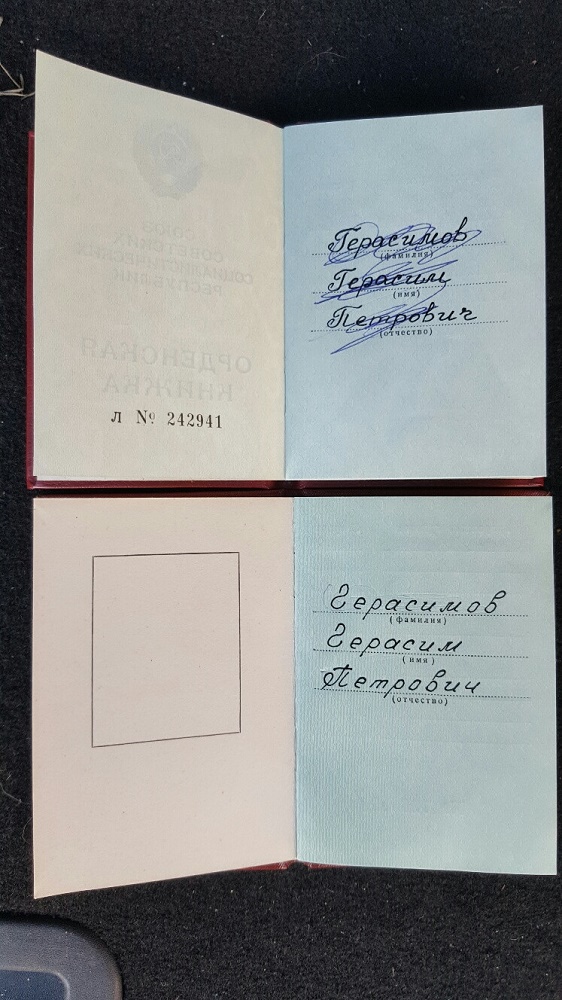 СОЮЗ
СОВЕТСКИХ
СОЦИАЛИСТИЧЕСКИХ
РЕСПУБЛИК
ОРДЕНСКАЯ
КНИЖКА
Л № 242941
Герасимов
(фамилия)
Герасим
(имя)
Петрович
(отчество)
Герасимов
(фамилия)
Герасим
(имя)
Петрович
(отчество)